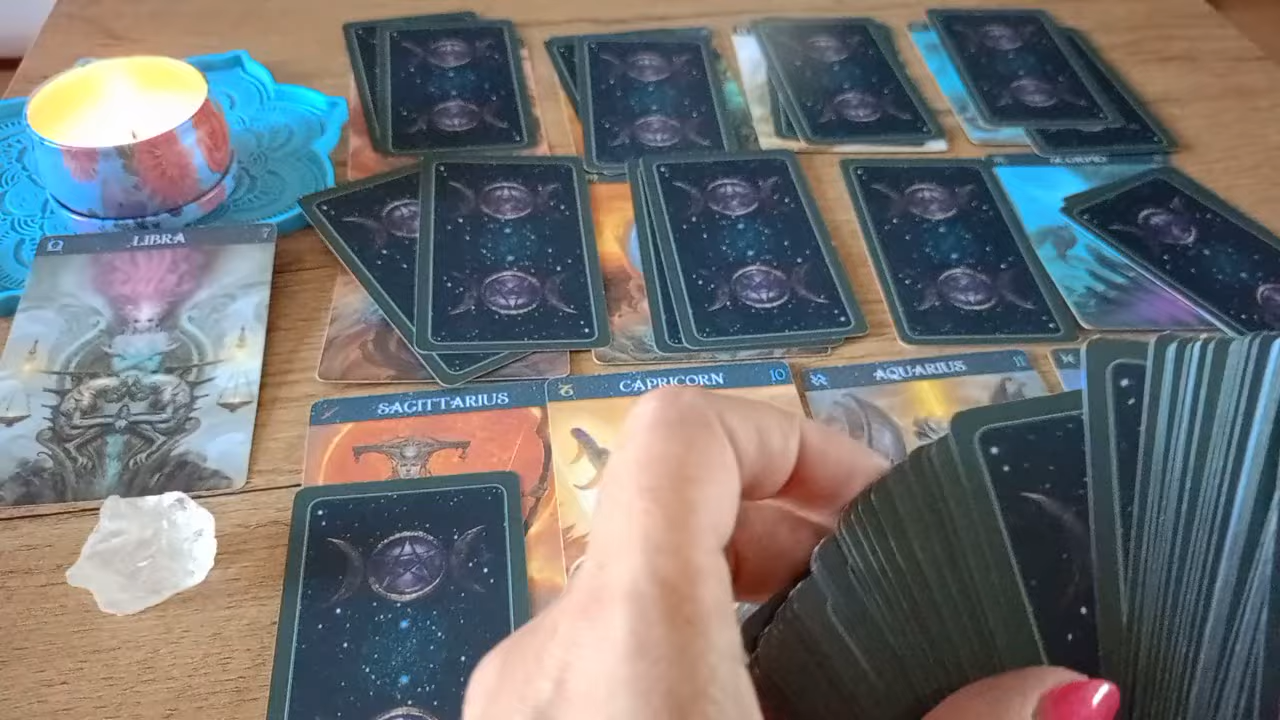 LIBRA
SCORPIO
SAGITTARIUS
CAPRICORN 10
AQUARIUS 11